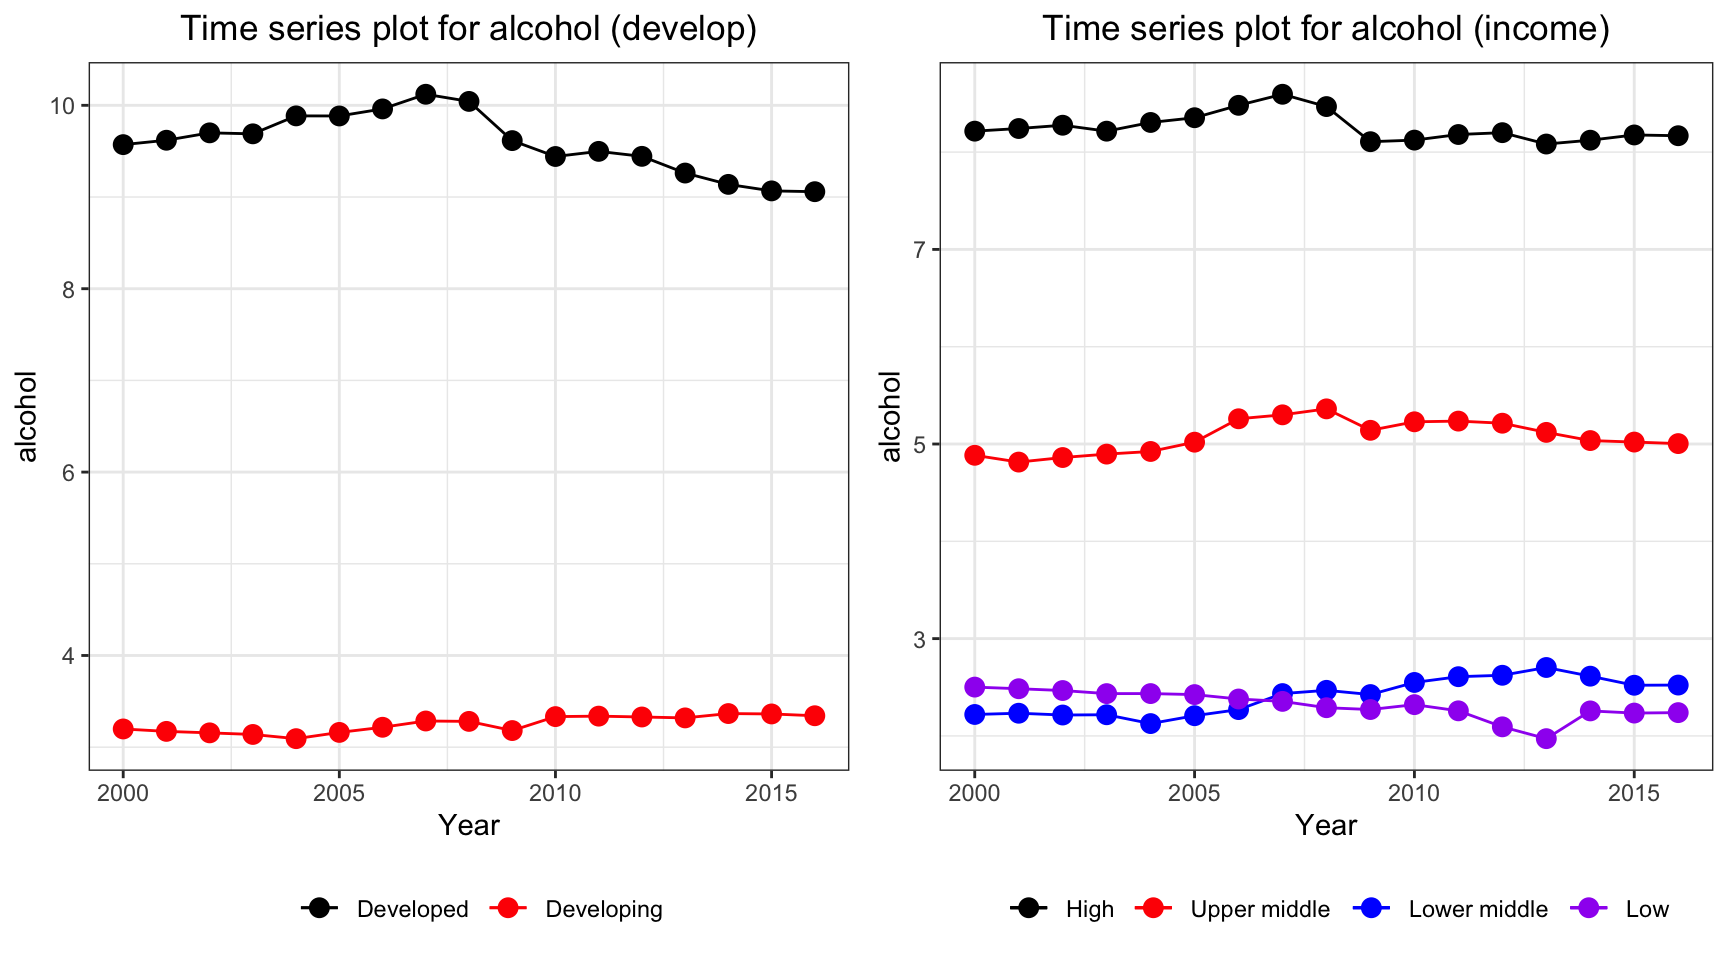 Time series plot for alcohol (develop)
10
8
6
4
alcohol
2000 2005 2010 2015
Year
Developed Developing
Time series plot for alcohol (income)
7
5
3
alcohol
2000 2005 2010 2015
Year
High Upper middle Lower middle Low